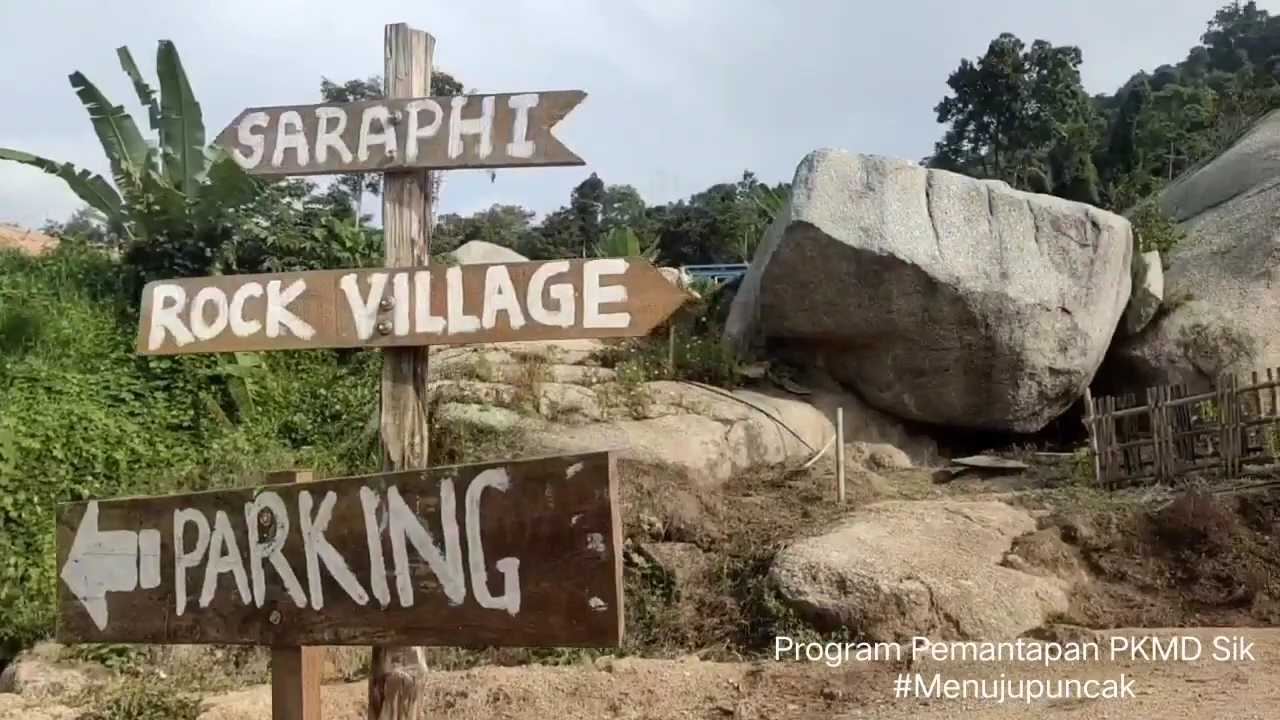 SARAPHI
ROCK VILLAGE
PARKING
Program Pemantapan PKMD Sik
#Menujupuncak